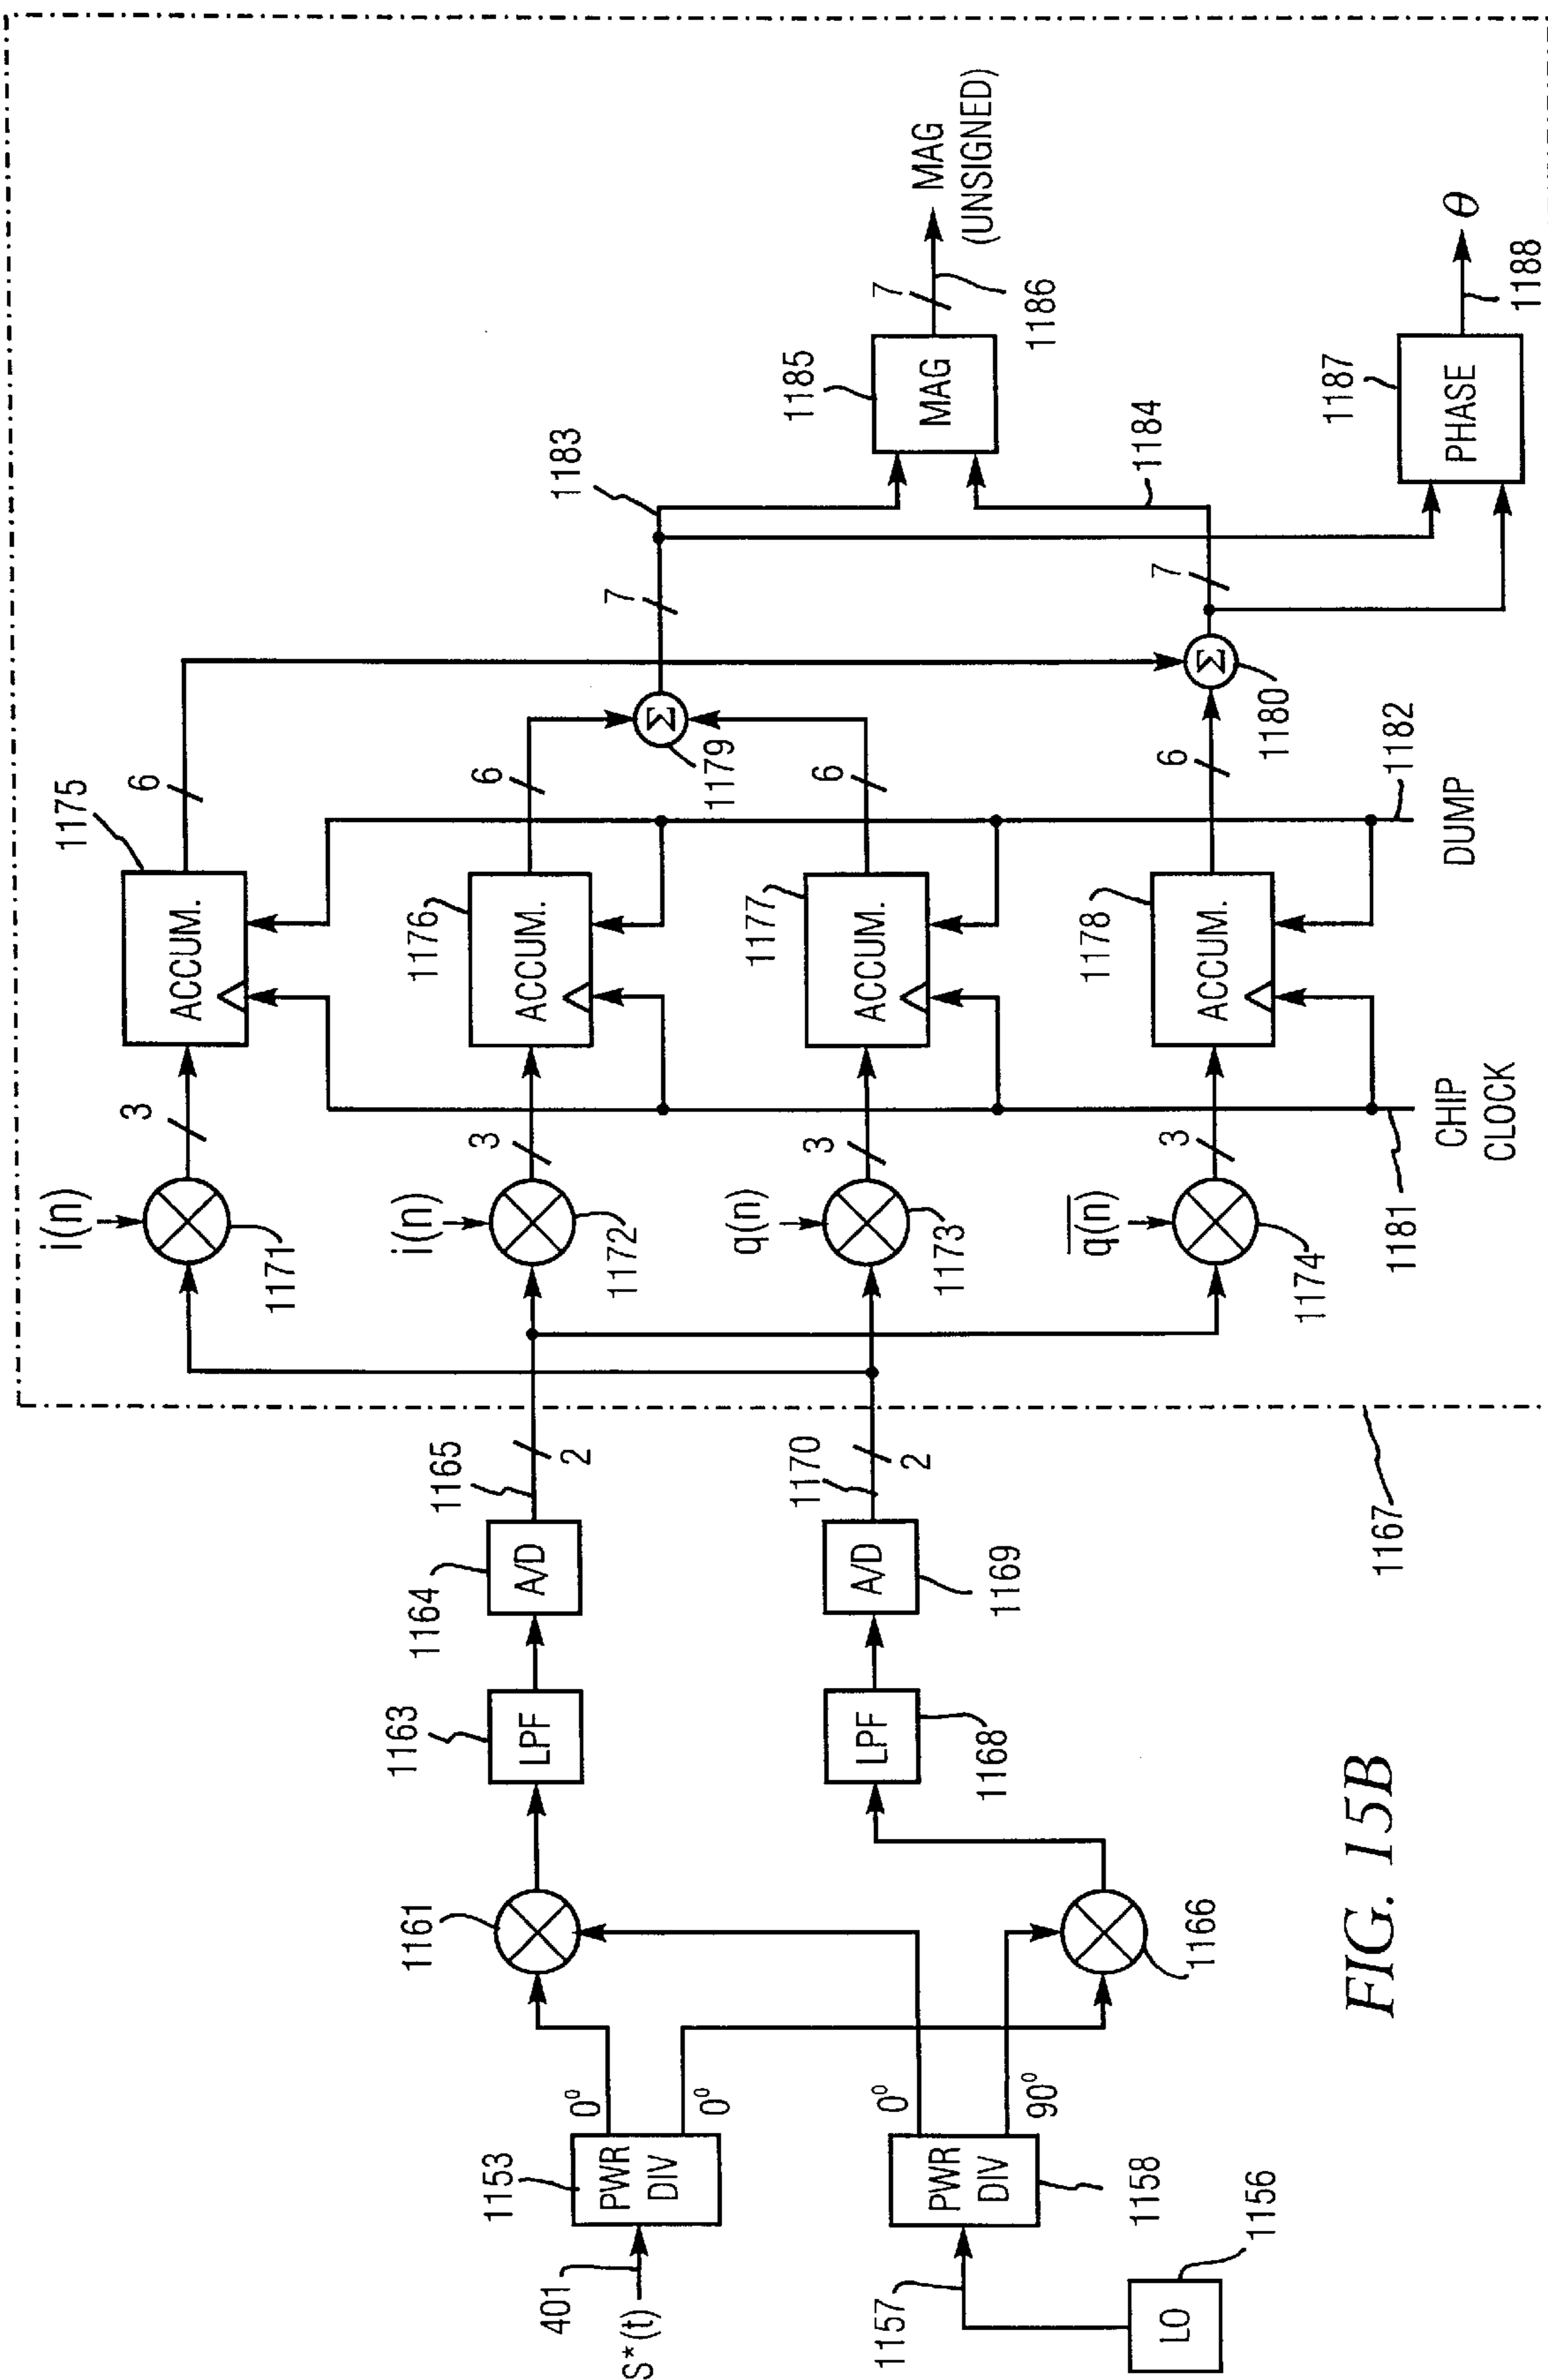 S*(t)
401
1153
PWR
DIV
0°
0°
LO
1156
1157
PWR
DIV
1158
0°
90°
1161
1166
1163
LPF
LPF
1168
1164
A/D
A/D
1169
1165
2
1170
2
1167
i(n)
1171
3
i(n)
1172
3
q(n)
1173
3
q̅(̅n̅)̅
1174
3
1181
CHIP
CLOCK
1175
ACCUM.
6
1176
ACCUM.
6
1177
ACCUM.
6
1178
ACCUM.
6
DUMP
1182
Σ
1179
Σ
1180
7
1183
7
1184
1185
MAG
7
1186
MAG
(UNSIGNED)
1187
PHASE
θ
1188
FIG. 15B